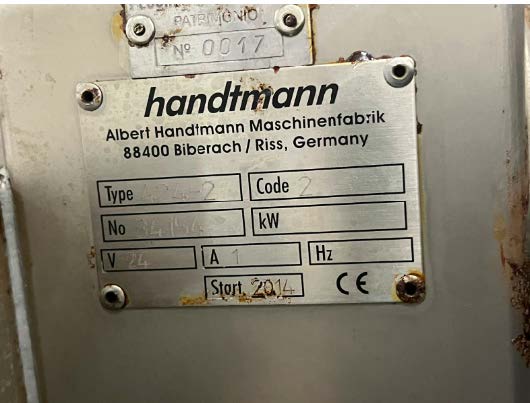 PATRIMONIO
Nº 0017
handtmann
Albert Handtmann Maschinenfabrik
88400 Biberach / Riss, Germany
Type Code 2
No kW
V 24 A 1 Hz
Start 2014 CE